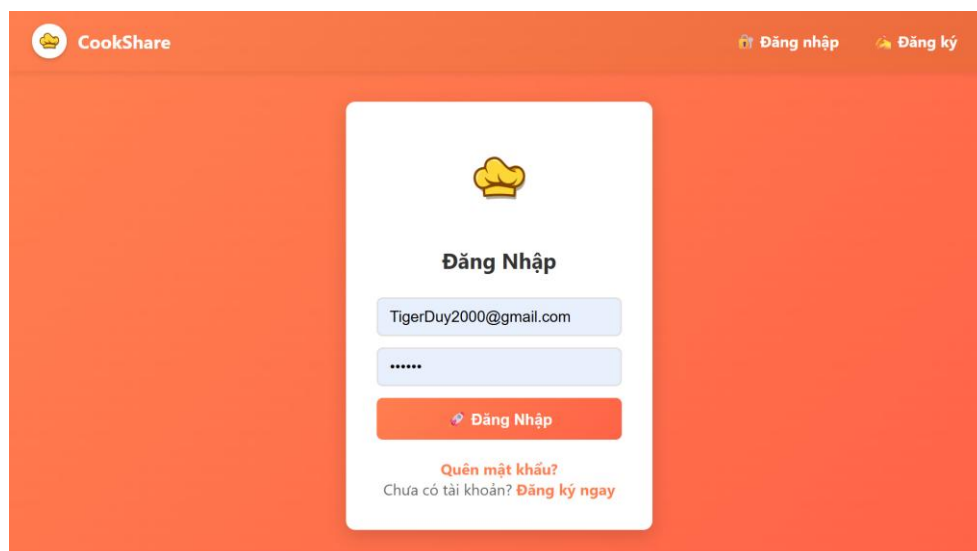 CookShare
Đăng nhập
Đăng ký
Đăng Nhập
TigerDuy2000@gmail.com
••••••
Đăng Nhập
Quên mật khẩu?
Chưa có tài khoản? Đăng ký ngay